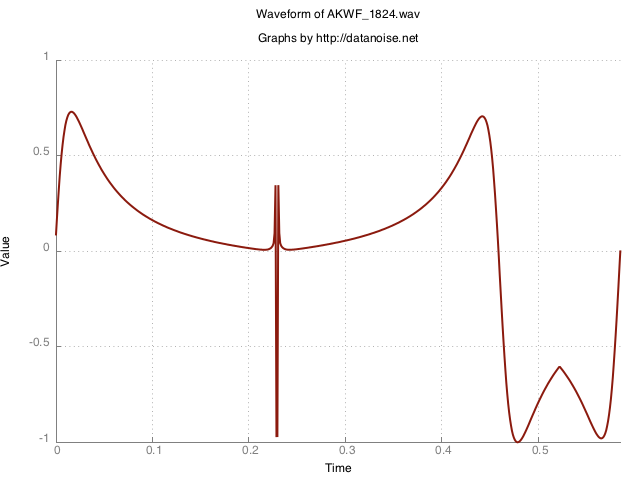 Waveform of AKWF_1824.wav
Graphs by http://datanoise.net
1
0.5
0
-0.5
-1
Value
0 0.1 0.2 0.3 0.4 0.5
Time